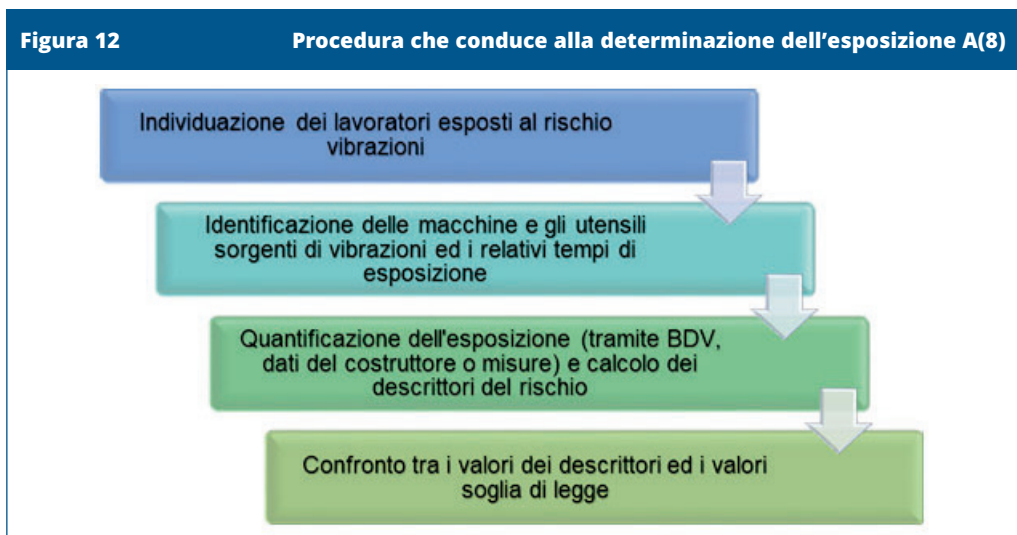 Figura 12 Procedura che conduce alla determinazione dell’esposizione A(8)
Individuazione dei lavoratori esposti al rischio
vibrazioni
Identificazione delle macchine e gli utensili
sorgenti di vibrazioni ed i relativi tempi di
esposizione
Quantificazione dell'esposizione (tramite BDV,
dati del costruttore o misure) e calcolo dei
descrittori del rischio
Confronto tra i valori dei descrittori ed i valori
soglia di legge